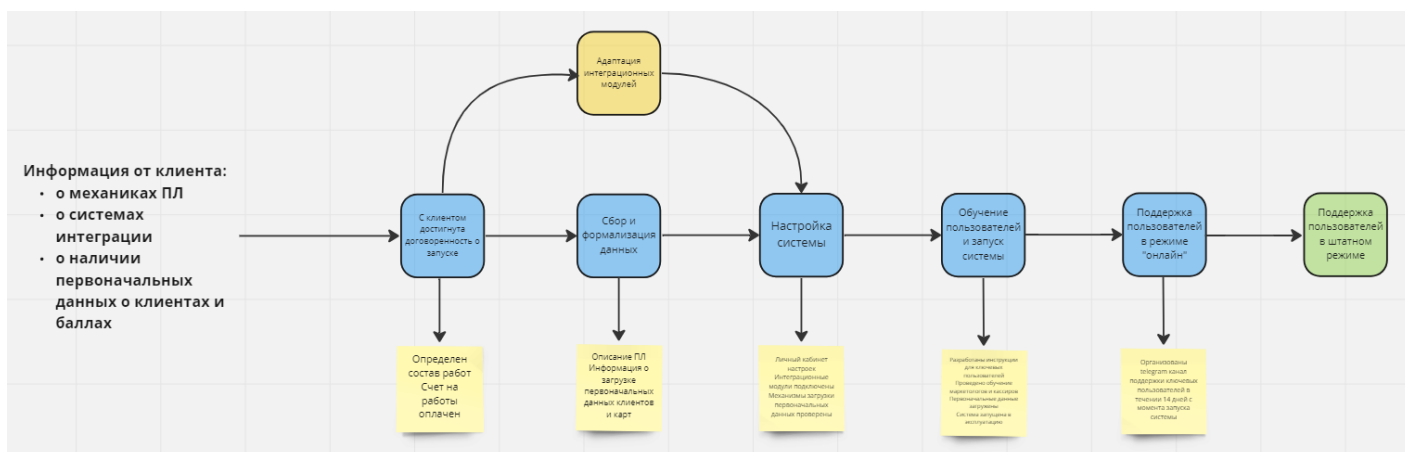 Адаптация
интеграционных
модулей
Информация от клиента:
• о механиках ПЛ
• о системах
интеграции
• о наличии
первоначальных
данных о клиентах и
баллах
С клиентом
достигнута
договоренность о
запуске
Сбор и
формализация
данных
Настройка
системы
Обучение
пользователей
и запуск
системы
Поддержка
пользователей
в режиме
"онлайн"
Поддержка
пользователей
в штатном
режиме
Определен
состав работ
Счет на
работы
оплачен
Описание ПЛ
Информация о
загрузке
первоначальных
данных клиентов
и карт
Личный кабинет
настроек
Интеграционные
модули подключены
Механизмы загрузки
первоначальных
данных проверены
Разработаны инструкции
для ключевых
пользователей
Проведено обучение
маркетологов и кассиров
Первоначальные данные
загружены
Система запущена в
эксплуатацию
Организованы
telegram канал
поддержки ключевых
пользователей в
течении 14 дней с
момента запуска
системы